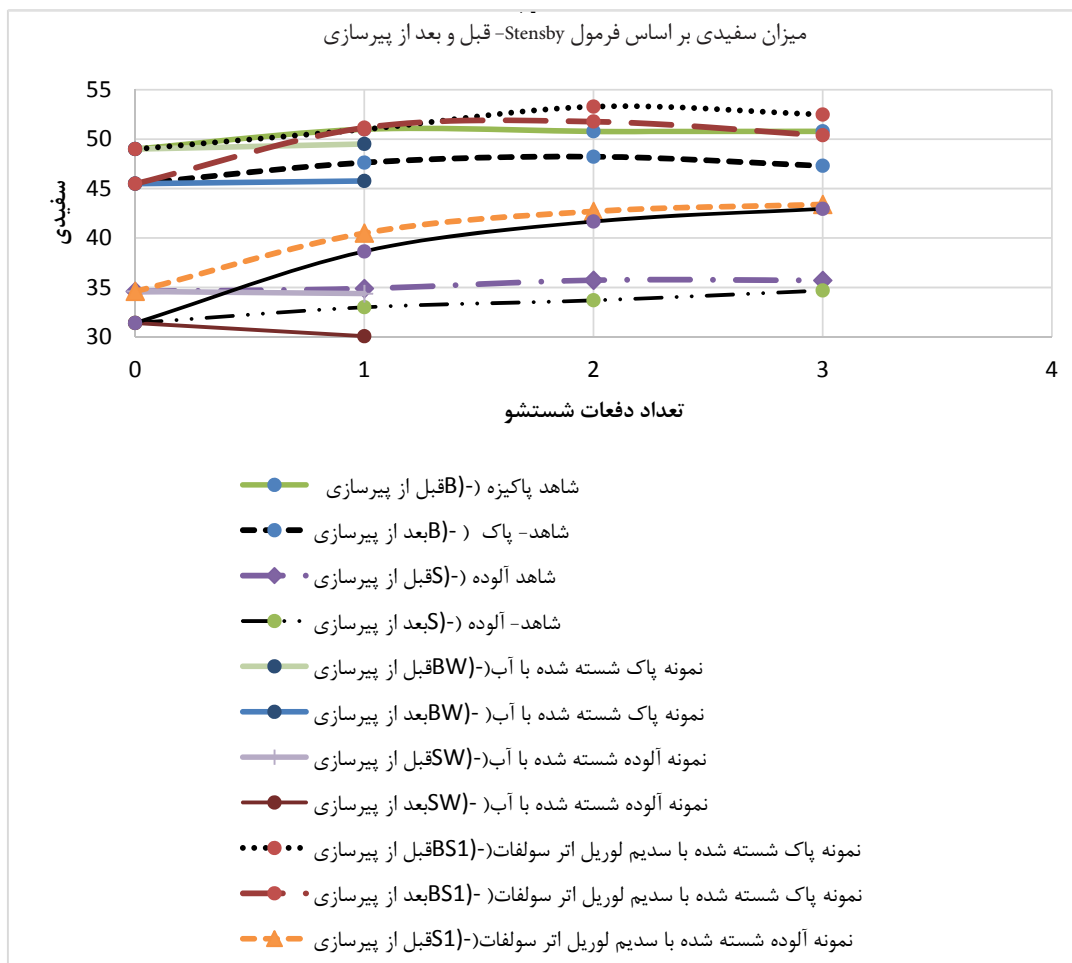 میزان سفیدی بر اساس فرمول Stensby- قبل و بعد از پیرسازی
55
50
45
40
35
30
سفیدی
0 1 2 3 4
تعداد دفعات شستشو
شاهد پاکیزه (-(Bقبل از پیرسازی
شاهد- پاک ( -(Bبعد از پیرسازی
شاهد آلوده (-(Sقبل از پیرسازی
شاهد- آلوده (-(Sبعد از پیرسازی
نمونه پاک شسته شده با آب(-(BWقبل از پیرسازی
نمونه پاک شسته شده با آب( -(BWبعد از پیرسازی
نمونه آلوده شسته شده با آب(-(SWقبل از پیرسازی
نمونه آلوده شسته شده با آب( -(SWبعد از پیرسازی
نمونه پاک شسته شده با سدیم لوریل اتر سولفات(-(BS1قبل از پیرسازی
نمونه پاک شسته شده با سدیم لوریل اتر سولفات( -(BS1بعد از پیرسازی
نمونه آلوده شسته شده با سدیم لوریل اتر سولفات(-(S1قبل از پیرسازی